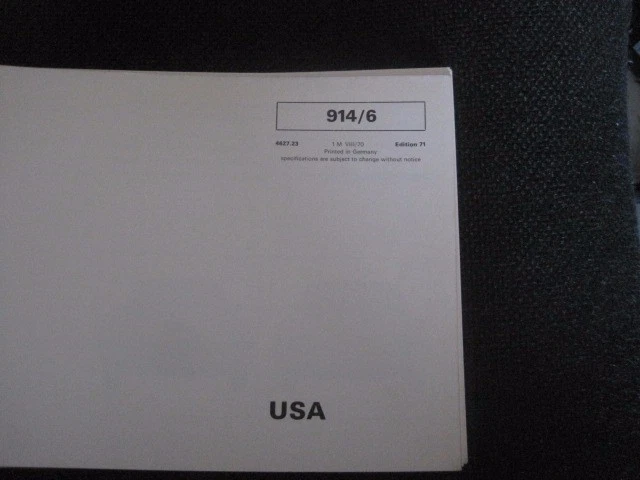 914/6
4627.23 1 M VIII/70 Edition 71
Printed in Germany
specifications are subject to change without notice
USA